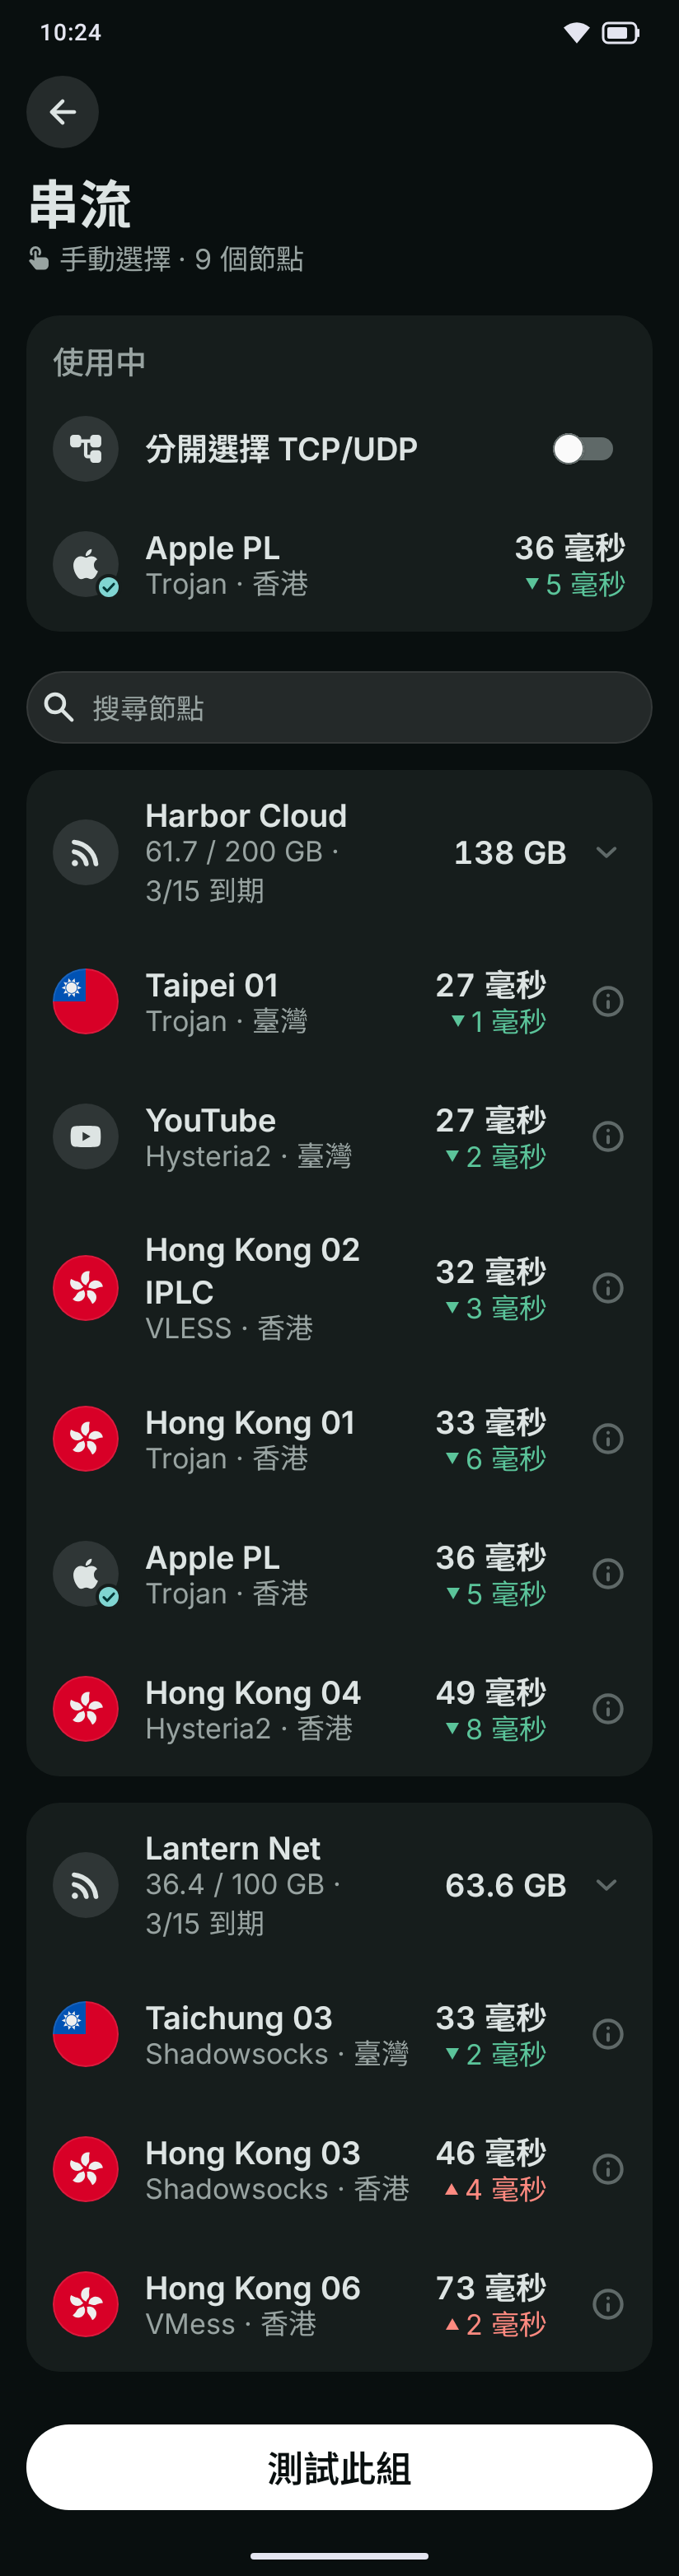 10:24
串流
手動選擇 · 9 個節點
使用中
分開選擇 TCP/UDP
Apple PL
36 毫秒
Trojan · 香港
▼5 毫秒
搜尋節點
Harbor Cloud
61.7 / 200 GB ·
3/15 到期
138 GB
Taipei 01
27 毫秒
Trojan · 臺灣
▼1 毫秒
YouTube
27 毫秒
Hysteria2 · 臺灣
▼2 毫秒
Hong Kong 02
IPLC
32 毫秒
VLESS · 香港
▼3 毫秒
Hong Kong 01
33 毫秒
Trojan · 香港
▼6 毫秒
Apple PL
36 毫秒
Trojan · 香港
▼5 毫秒
Hong Kong 04
49 毫秒
Hysteria2 · 香港
▼8 毫秒
Lantern Net
36.4 / 100 GB ·
3/15 到期
63.6 GB
Taichung 03
33 毫秒
Shadowsocks · 臺灣
▼2 毫秒
Hong Kong 03
46 毫秒
Shadowsocks · 香港
▲4 毫秒
Hong Kong 06
73 毫秒
VMess · 香港
▲2 毫秒
測試此組